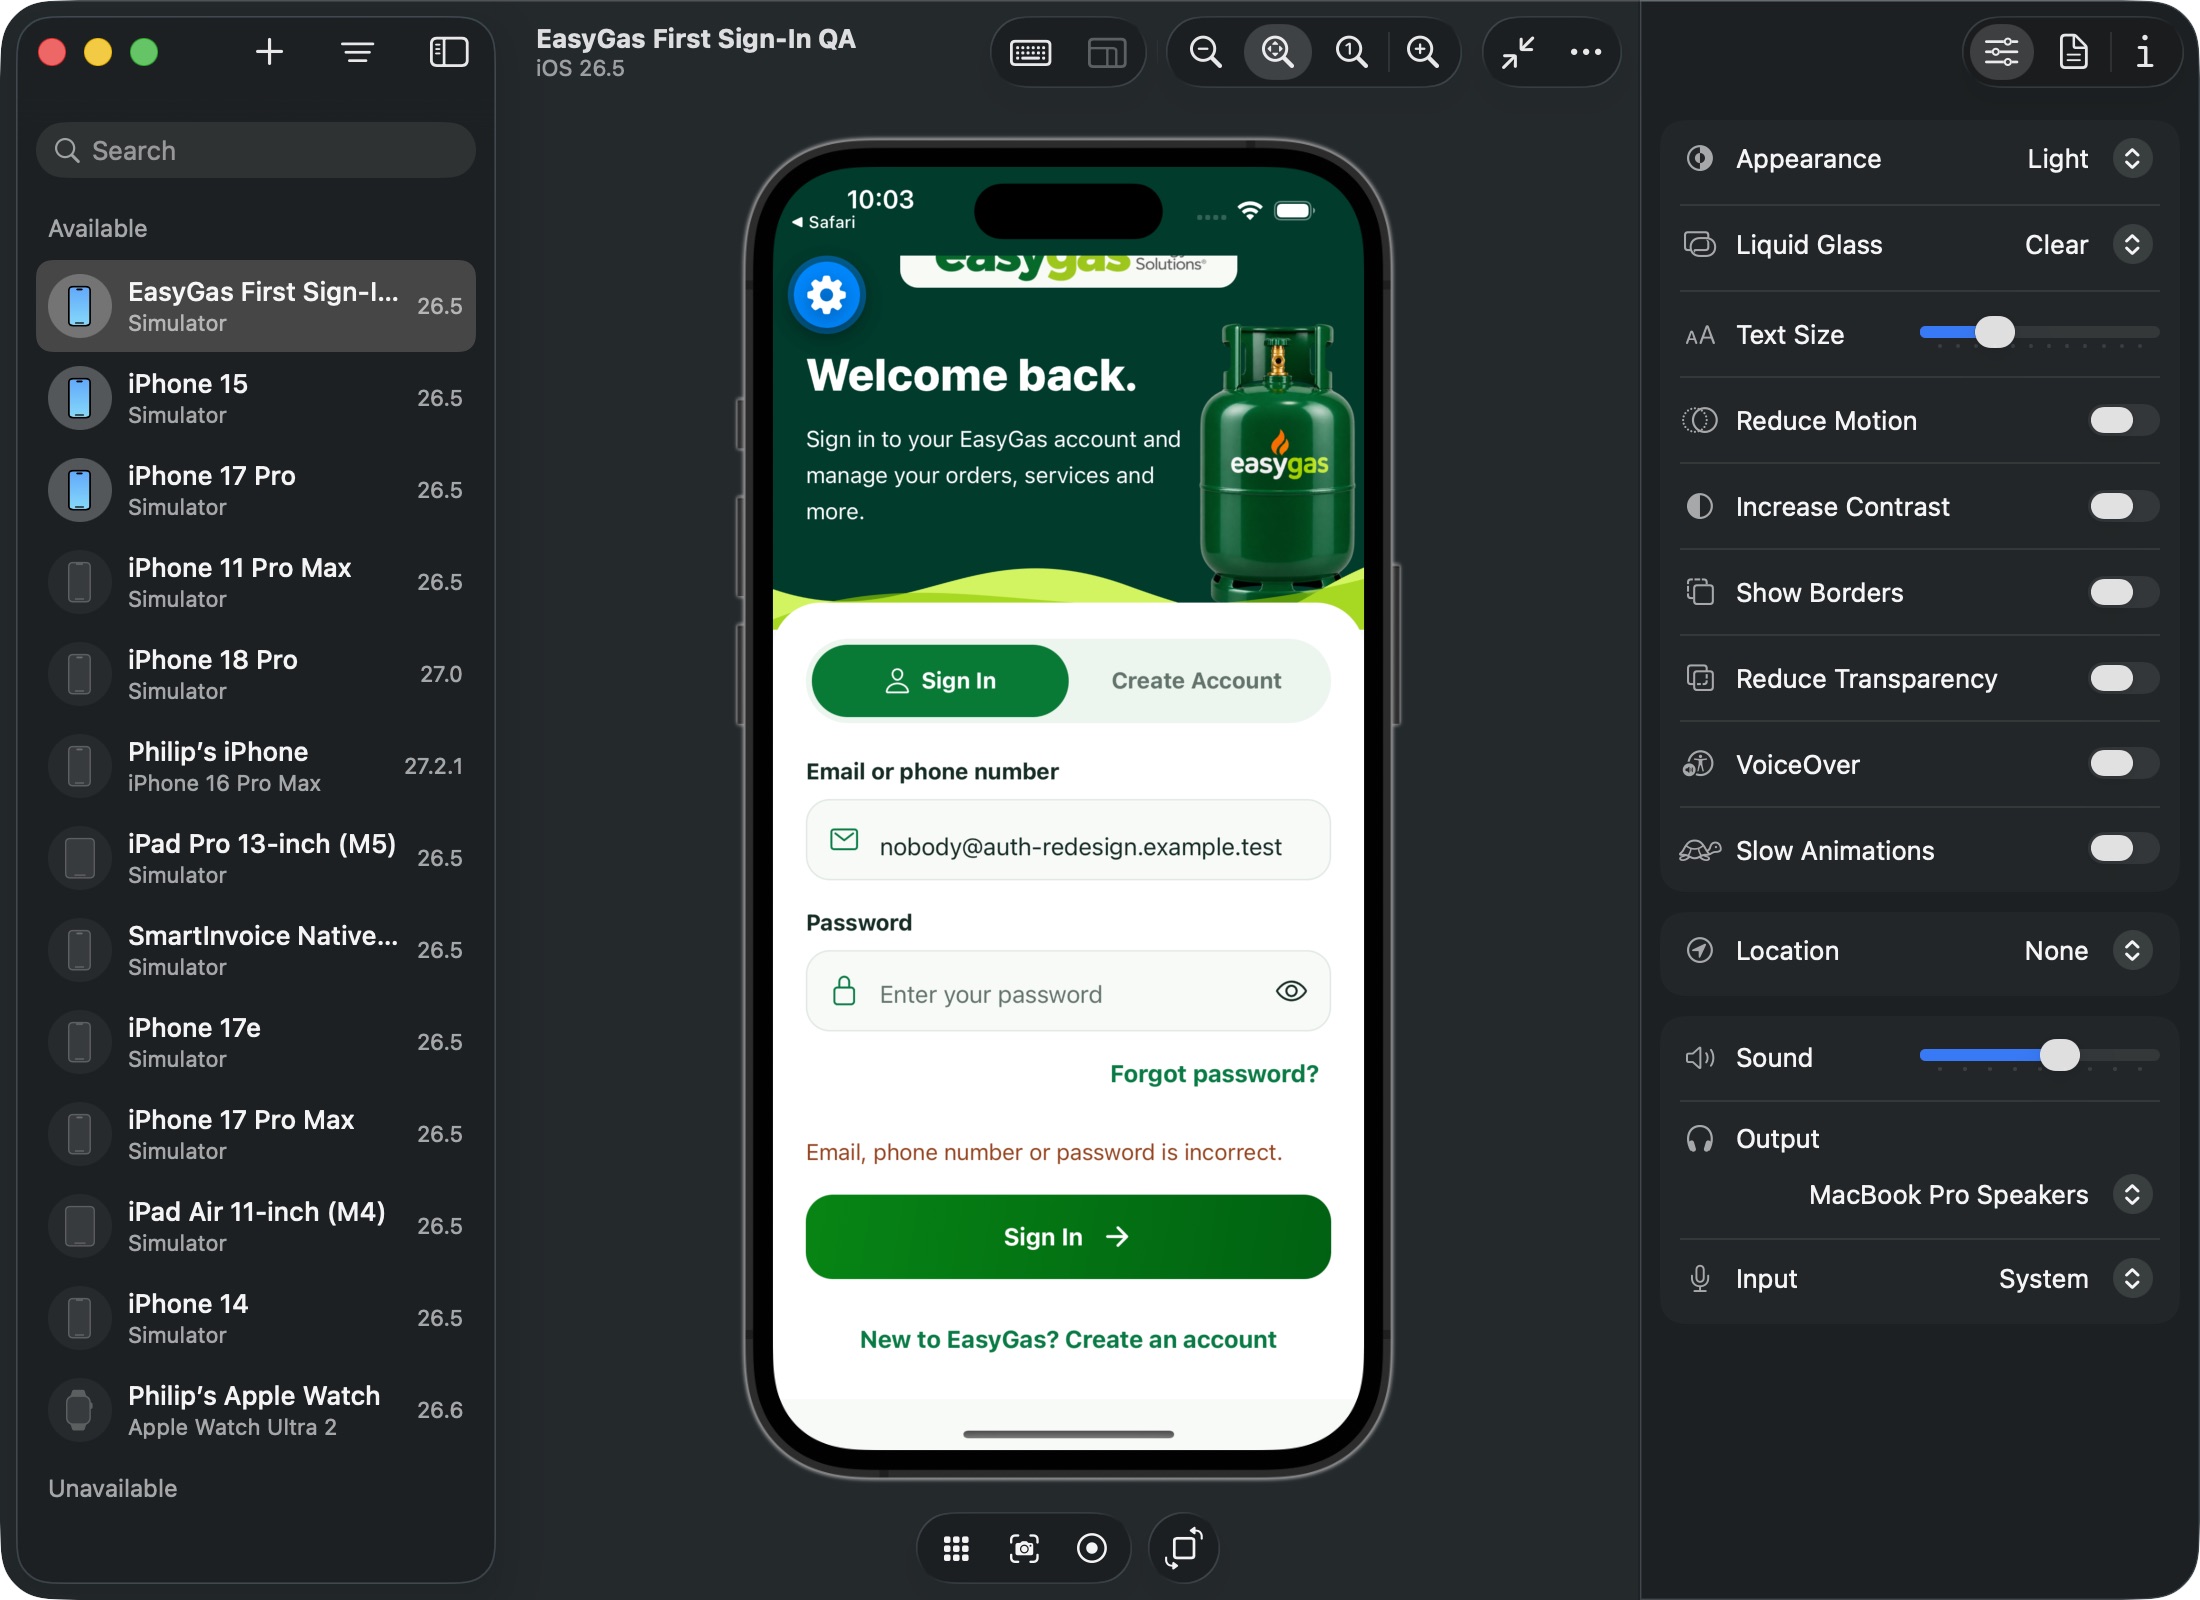 EasyGas First Sign-In QA
iOS 26.5
Search
Available
EasyGas First Sign-I...
Simulator
26.5
iPhone 15
Simulator
26.5
iPhone 17 Pro
Simulator
26.5
iPhone 11 Pro Max
Simulator
26.5
iPhone 18 Pro
Simulator
27.0
Philip’s iPhone
iPhone 16 Pro Max
27.2.1
iPad Pro 13-inch (M5)
Simulator
26.5
SmartInvoice Native...
Simulator
26.5
iPhone 17e
Simulator
26.5
iPhone 17 Pro Max
Simulator
26.5
iPad Air 11-inch (M4)
Simulator
26.5
iPhone 14
Simulator
26.5
Philip’s Apple Watch
Apple Watch Ultra 2
26.6
Unavailable
10:03
◀ Safari
easygas
Solutions®
Welcome back.
Sign in to your EasyGas account and
manage your orders, services and
more.
easygas
Sign In
Create Account
Email or phone number
nobody@auth-redesign.example.test
Password
Enter your password
Forgot password?
Email, phone number or password is incorrect.
Sign In →
New to EasyGas? Create an account
Appearance
Light
Liquid Glass
Clear
AA Text Size
Reduce Motion
Increase Contrast
Show Borders
Reduce Transparency
VoiceOver
Slow Animations
Location
None
Sound
Output
MacBook Pro Speakers
Input
System